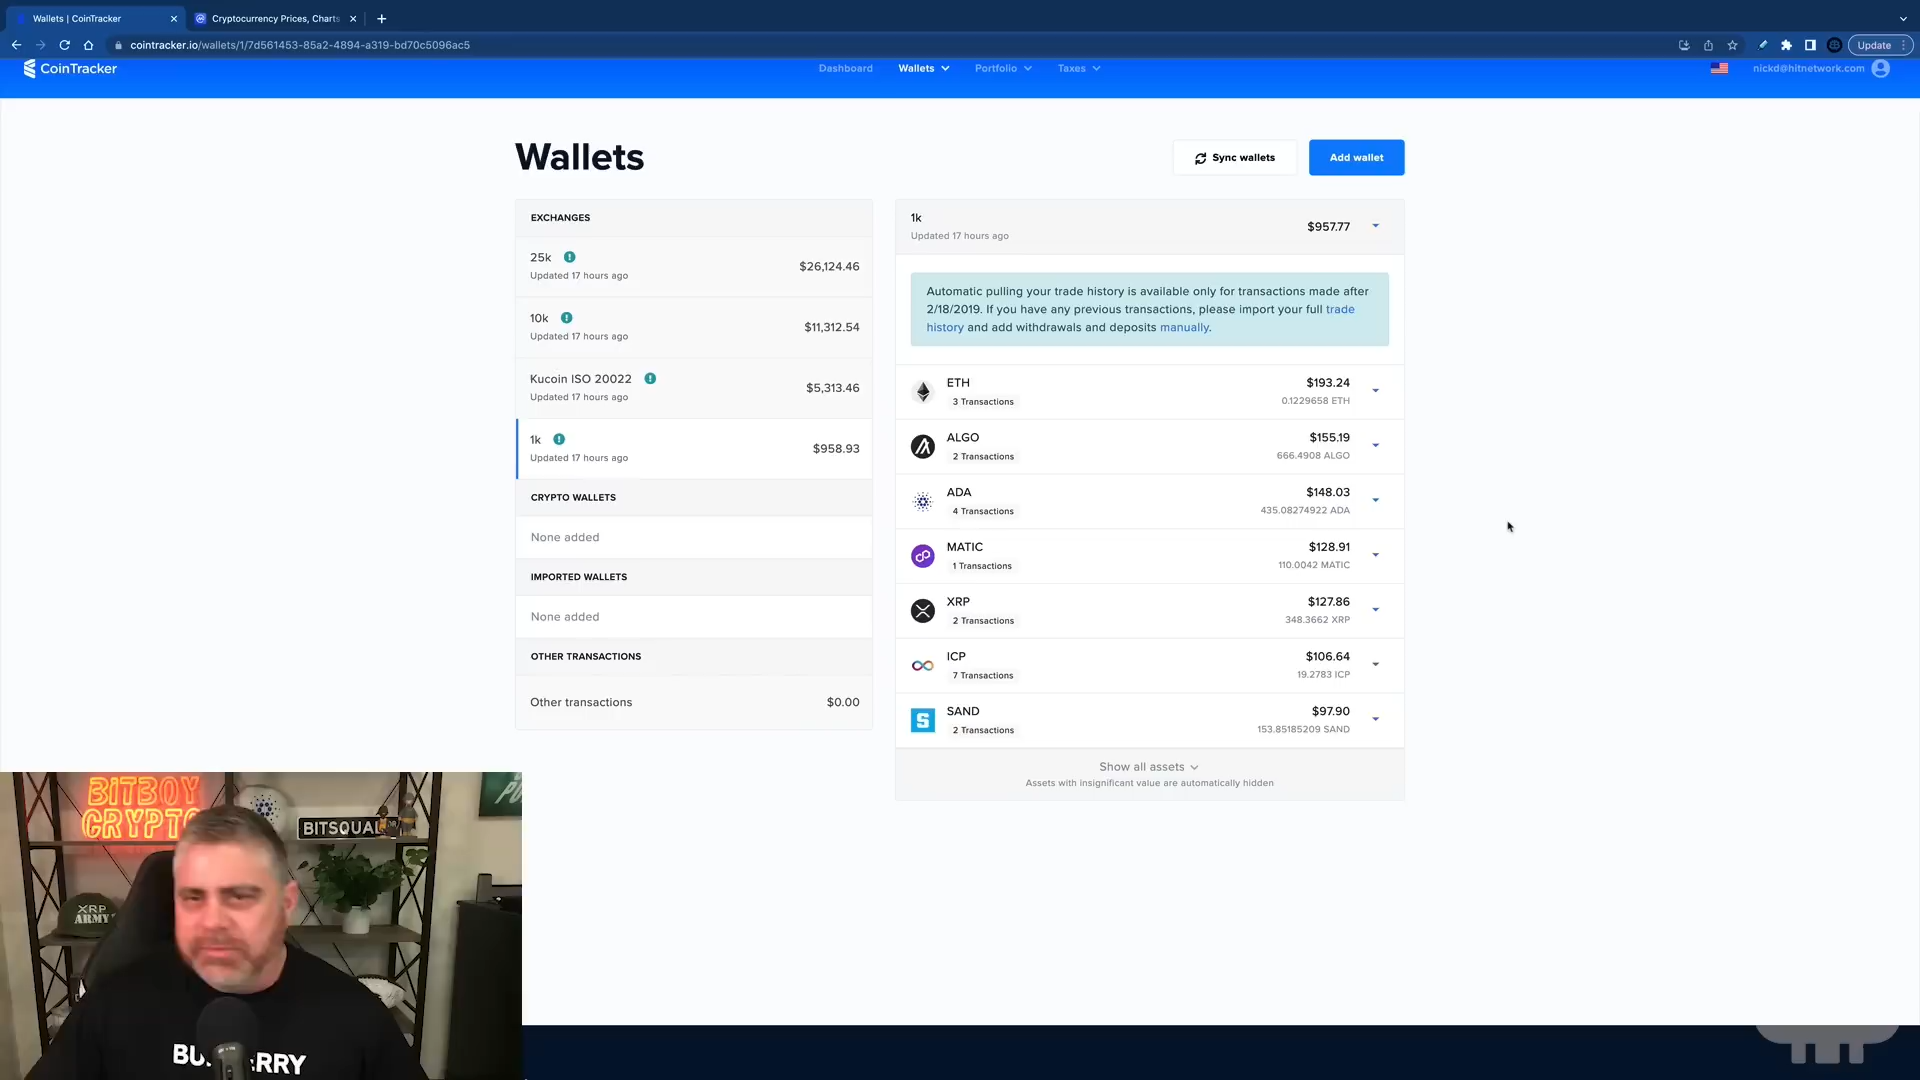 Wallets | CoinTracker
Cryptocurrency Prices, Charts
cointracker.io/wallets/1/7d561453-85a2-4894-a319-bd70c5096ac5
Update
CoinTracker
Dashboard
Wallets
Portfolio
Taxes
nickd@hitnetwork.com
Wallets
Sync wallets
Add wallet
EXCHANGES
25k
Updated 17 hours ago
$26,124.46
10k
Updated 17 hours ago
$11,312.54
Kucoin ISO 20022
Updated 17 hours ago
$5,313.46
1k
Updated 17 hours ago
$958.93
CRYPTO WALLETS
None added
IMPORTED WALLETS
None added
OTHER TRANSACTIONS
Other transactions
$0.00
1k
Updated 17 hours ago
$957.77
Automatic pulling your trade history is available only for transactions made after
2/18/2019. If you have any previous transactions, please import your full trade
history and add withdrawals and deposits manually.
ETH
3 Transactions
$193.24
0.1229658 ETH
ALGO
2 Transactions
$155.19
666.4908 ALGO
ADA
4 Transactions
$148.03
435.08274922 ADA
MATIC
1 Transactions
$128.91
110.0042 MATIC
XRP
2 Transactions
$127.86
348.3662 XRP
ICP
7 Transactions
$106.64
19.2783 ICP
SAND
2 Transactions
$97.90
153.85185209 SAND
Show all assets
Assets with insignificant value are automatically hidden
BITBOY
CRYPTO
BITSQUAD
XRP
ARMY